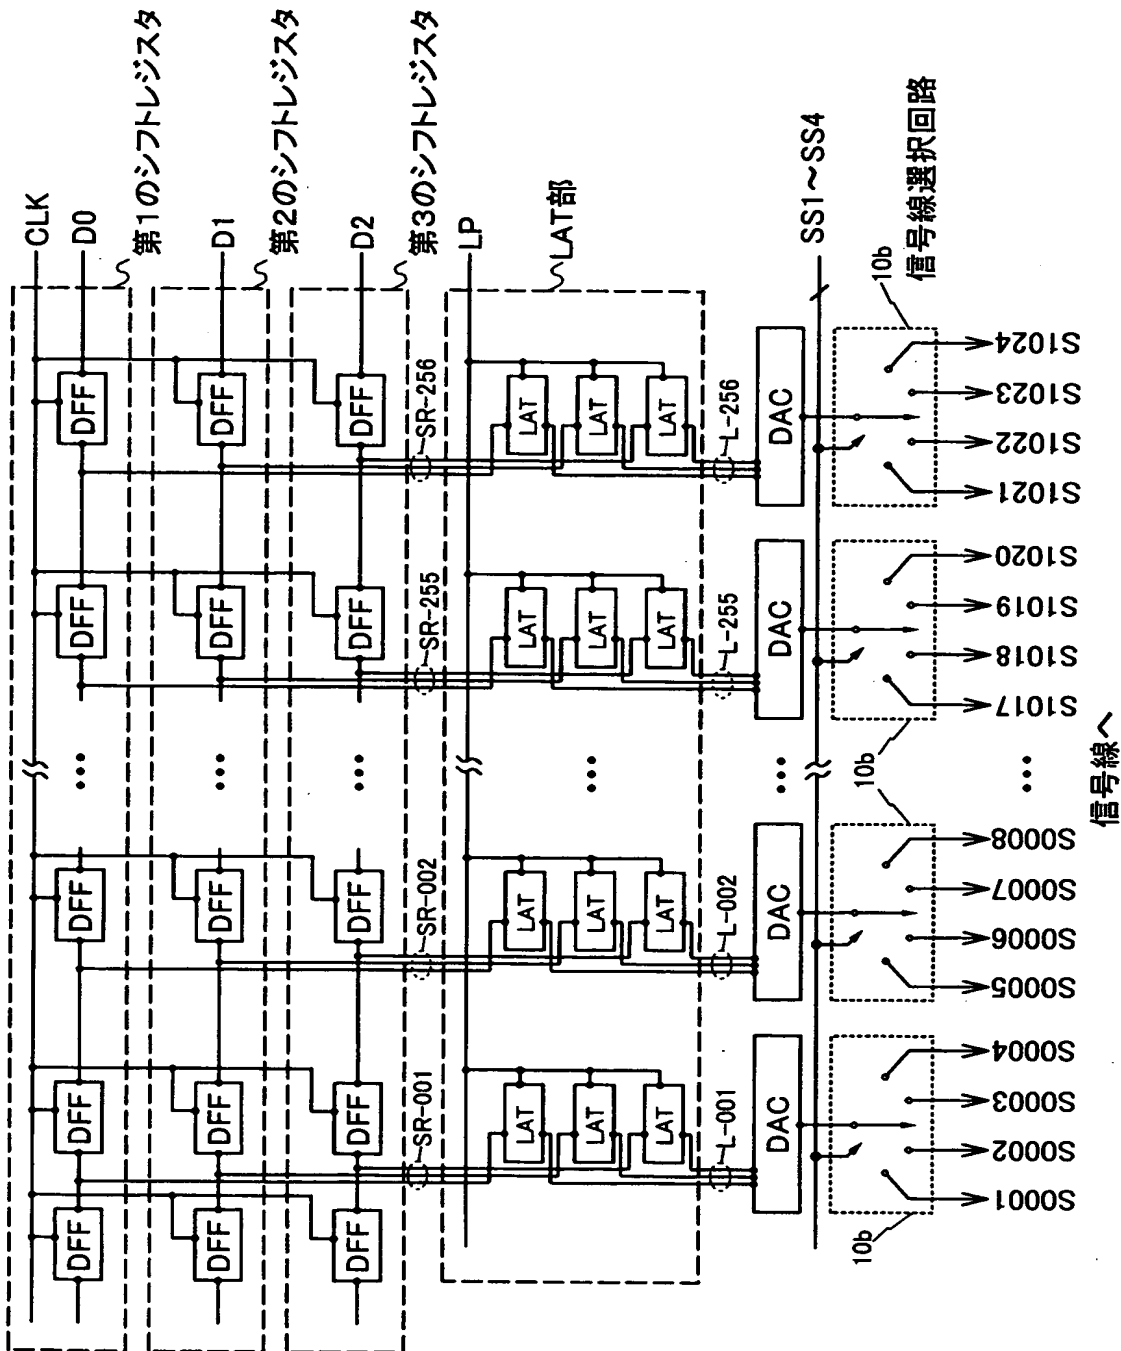 CLK
D0
第1のシフトレジスタ
D1
第2のシフトレジスタ
D2
第3のシフトレジスタ
LP
LAT部
SS1～SS4
信号線選択回路
DFF
DFF
DFF
...
DFF
DFF
DFF
DFF
DFF
...
DFF
DFF
DFF
DFF
DFF
...
DFF
DFF
SR-001
SR-002
SR-255
SR-256
LAT
LAT
LAT
LAT
LAT
LAT
...
LAT
LAT
LAT
LAT
LAT
LAT
L-001
L-002
L-255
L-256
DAC
DAC
...
DAC
DAC
10b
10b
10b
10b
S0001
S0002
S0003
S0004
S0005
S0006
S0007
S0008
...
S1017
S1018
S1019
S1020
S1021
S1022
S1023
S1024
信号線へ